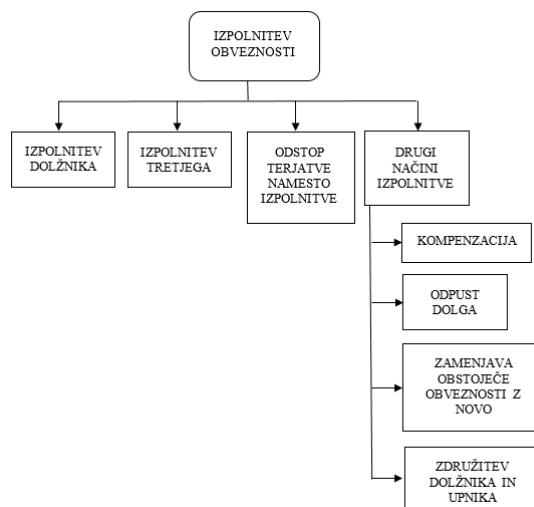 IZPOLNITEV
OBVEZNOSTI
IZPOLNITEV
DOLŽNIKA
IZPOLNITEV
TRETJEGA
ODSTOP
TERJATVE
NAMESTO
IZPOLNITVE
DRUGI
NAČINI
IZPOLNITVE
KOMPENZACIJA
ODPUST
DOLGA
ZAMENJAVA
OBSTOJEČE
OBVEZNOSTI Z
NOVO
ZDRUŽITEV
DOLŽNIKA IN
UPNIKA